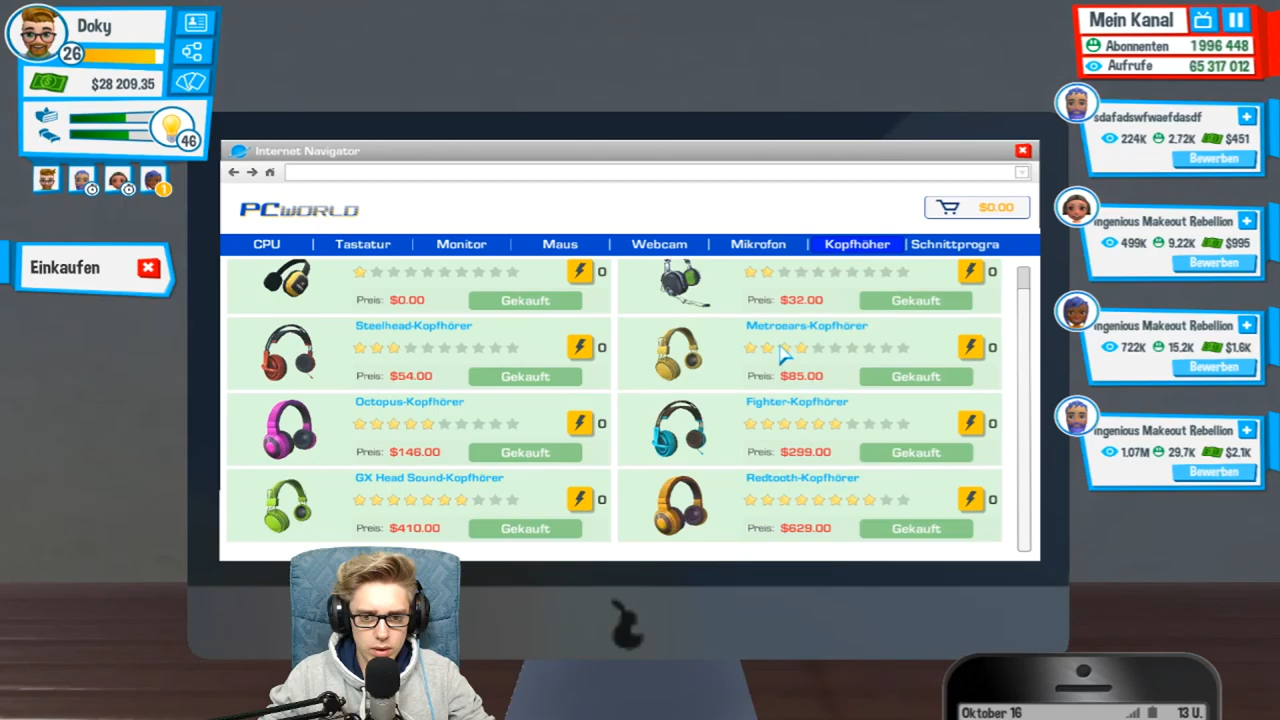 Doky
26
$28 209.35
46
1
Einkaufen
Internet Navigator
PCWORLD
$0.00
CPU | Tastatur | Monitor | Maus | Webcam | Mikrofon | Kopfhöher | Schnittprogra
0
Preis: $0.00 Gekauft
0
Preis: $32.00 Gekauft
Steelhead-Kopfhörer
0
Preis: $54.00 Gekauft
Metroears-Kopfhörer
0
Preis: $85.00 Gekauft
Octopus-Kopfhörer
0
Preis: $146.00 Gekauft
Fighter-Kopfhörer
0
Preis: $299.00 Gekauft
GX Head Sound-Kopfhörer
0
Preis: $410.00 Gekauft
Redtooth-Kopfhörer
0
Preis: $629.00 Gekauft
Mein Kanal
Abonnenten 1 996 448
Aufrufe 65 317 012
sdafadswfwaefdasdf
224K 2.72K $451
Bewerben
Ingenious Makeout Rebellion
499K 9.22K $995
Bewerben
Ingenious Makeout Rebellion
722K 15.2K $1.6K
Bewerben
Ingenious Makeout Rebellion
1.07M 29.7K $2.1K
Bewerben
Oktober 16 13 U.